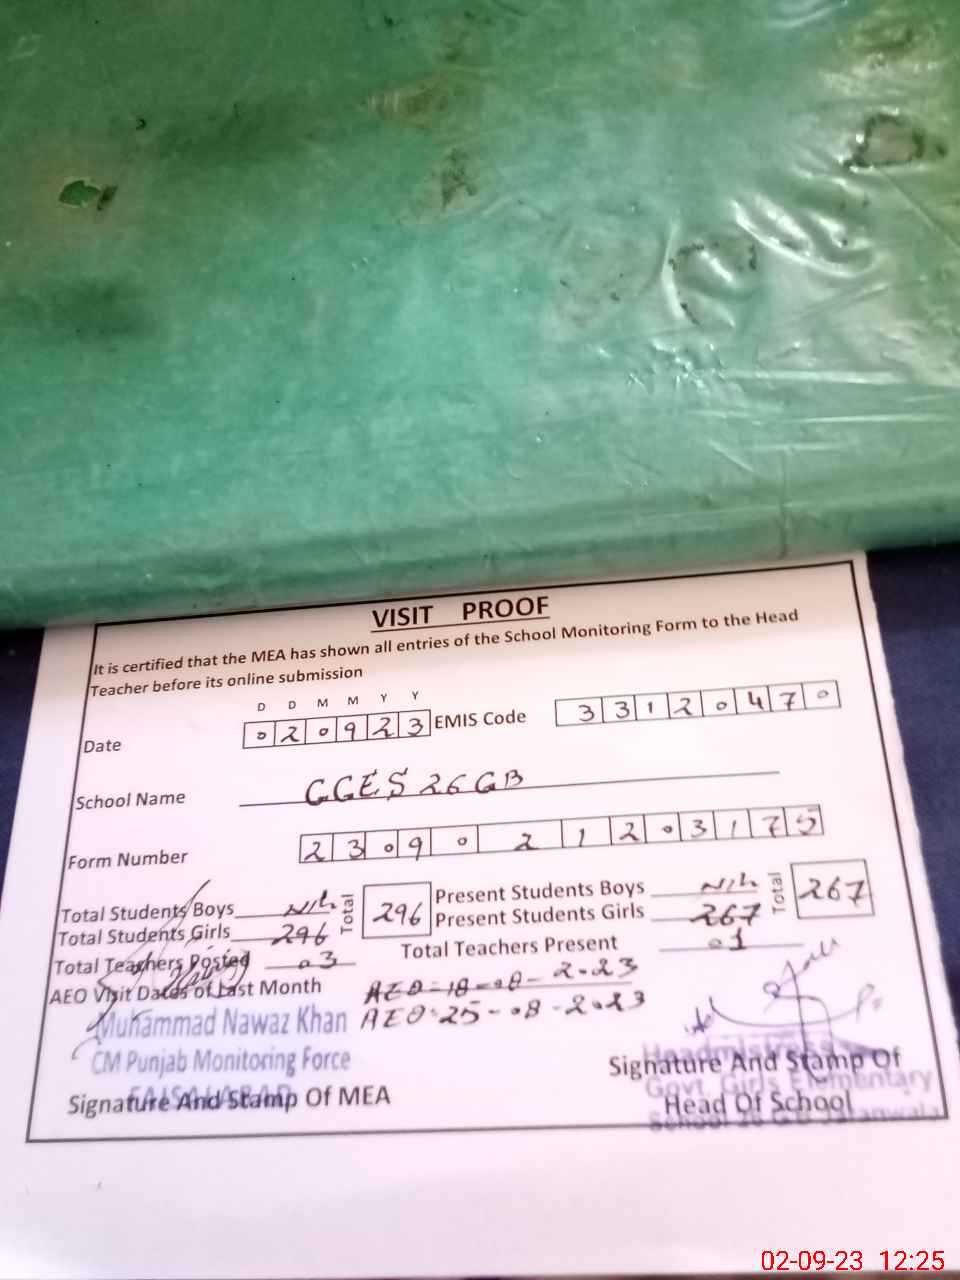 VISIT PROOF
It is certified that the MEA has shown all entries of the School Monitoring Form to the Head
Teacher before its online submission
D D M M Y Y
Date 0 2 0 9 2 3 EMIS Code 3 3 1 2 0 4 7 0
School Name GGES 26 GB
Form Number 2 3 0 9 0 2 1 2 0 3 1 7 5
Total Students Boys Nil Total 296 Present Students Boys Nil Total 267
Total Students Girls 296 Present Students Girls 267
Total Teachers Posted 03 Total Teachers Present 01
AEO Visit Dates of Last Month AEO-18-08-2023
AEO-25-08-2023
Muhammad Nawaz Khan
CM Punjab Monitoring Force
FAISALABAD
Signature And Stamp Of MEA
Headmistress
Signature And Stamp Of
Govt. Girls Elementary
Head Of School
School 26 G.B Jaranwala
02-09-23 12:25